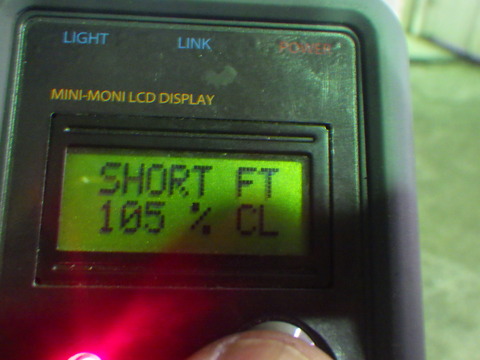 LIGHT LINK POWER
MINI-MONI LCD DISPLAY
SHORT FT
105 % CL